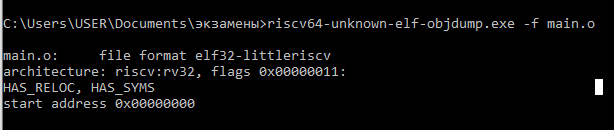 C:\Users\USER\Documents\экзамены>riscv64-unknown-elf-objdump.exe -f main.o
main.o:     file format elf32-littleriscv
architecture: riscv:rv32, flags 0x00000011:
HAS_RELOC, HAS_SYMS
start address 0x00000000